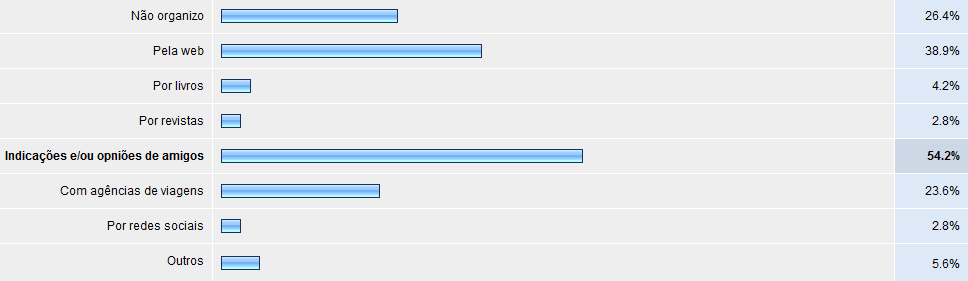 Não organizo 26.4%
Pela web 38.9%
Por livros 4.2%
Por revistas 2.8%
Indicações e/ou opniões de amigos 54.2%
Com agências de viagens 23.6%
Por redes sociais 2.8%
Outros 5.6%